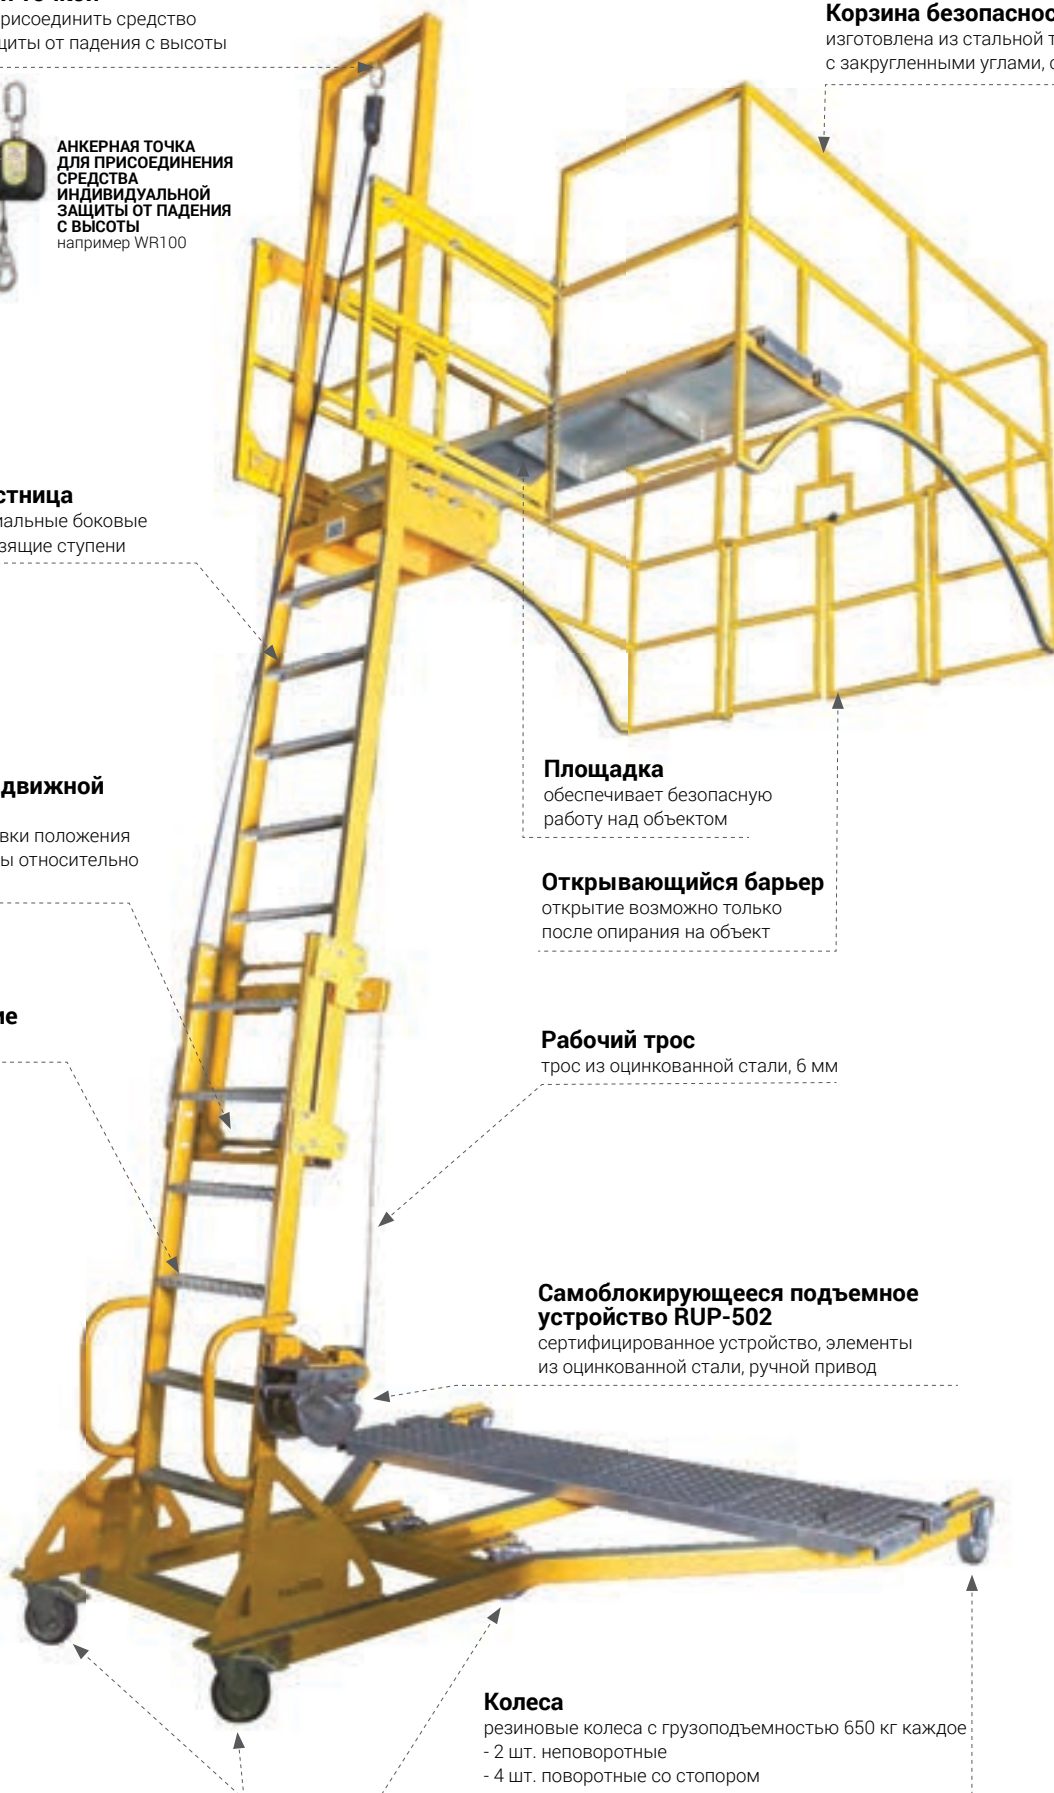 точкой
присоединить средство
щиты от падения с высоты
Корзина
изготовлена из стальной
с закругленными углами,
АНКЕРНАЯ ТОЧКА
ДЛЯ ПРИСОЕДИНЕНИЯ
СРЕДСТВА
ИНДИВИДУАЛЬНОЙ
ЗАЩИТЫ ОТ ПАДЕНИЯ
С ВЫСОТЫ
например WR100
стница
иальные боковые
зящие ступени
движной
вки положения
ы относительно
Площадка
обеспечивает безопасную
работу над объектом
Открывающийся барьер
открытие возможно только
после опирания на объект
ие
Рабочий трос
трос из оцинкованной стали, 6 мм
Самоблокирующееся подъемное
устройство RUP-502
сертифицированное устройство, элементы
из оцинкованной стали, ручной привод
Колеса
резиновые колеса с грузоподъемностью 650 кг каждое
- 2 шт. неповоротные
- 4 шт. поворотные со стопором